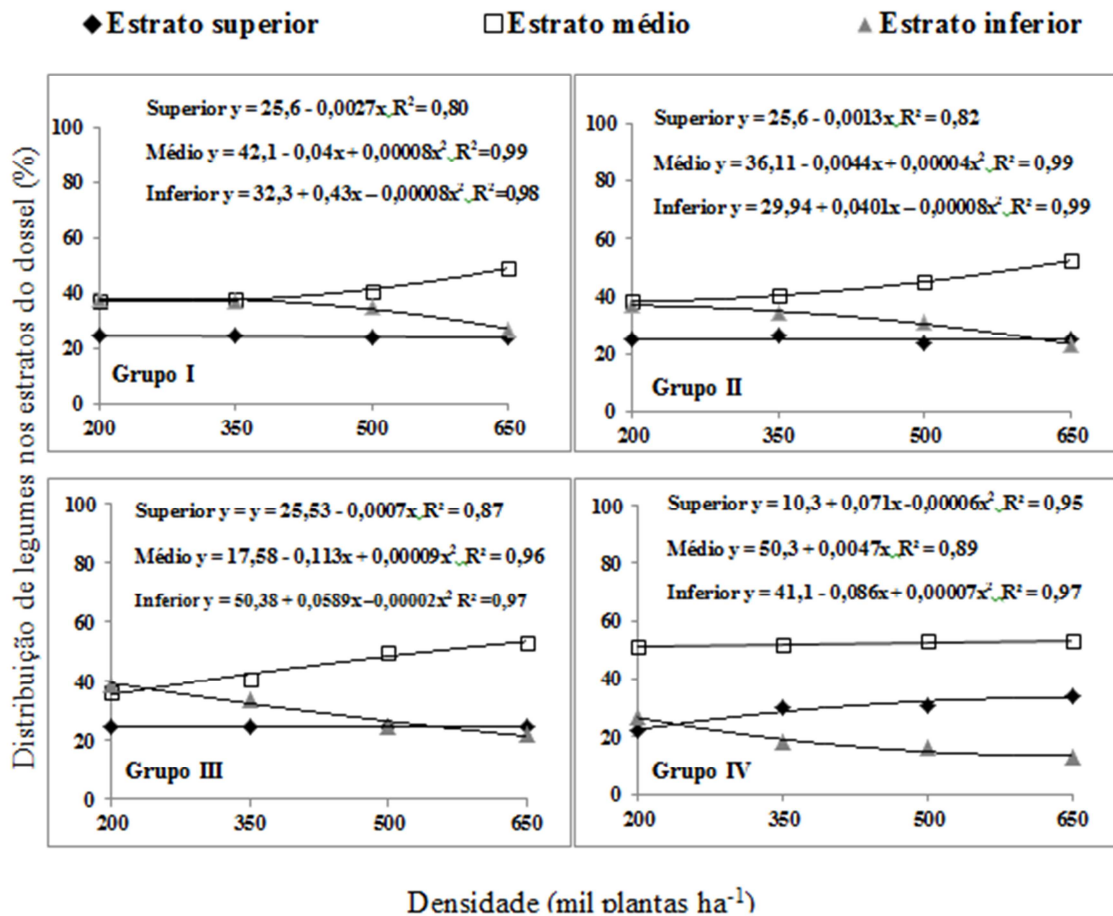 Estrato superior Estrato médio Estrato inferior
Distribuição de legumes nos estratos do dossel (%)
Superior y = 25,6 - 0,0027x R² = 0,80
Médio y = 42,1 - 0,04x + 0,00008x² R² =0,99
Inferior y = 32,3 + 0,43x – 0,00008x² R² =0,98
100
80
60
40
20
0
Grupo I
200 350 500 650
Superior y = 25,6 - 0,0013x R² = 0,82
Médio y = 36,11 - 0,0044x + 0,00004x² R² = 0,99
Inferior y = 29,94 + 0,0401x – 0,00008x² R² = 0,99
100
80
60
40
20
0
Grupo II
200 350 500 650
Superior y = y = 25,53 - 0,0007x R² = 0,87
Médio y = 17,58 - 0,113x + 0,00009x² R² = 0,96
Inferior y = 50,38 + 0,0589x–0,00002x² R² =0,97
100
80
60
40
20
0
Grupo III
200 350 500 650
Superior y = 10,3 + 0,071x-0,00006x² R² = 0,95
Médio y = 50,3 + 0,0047x R² = 0,89
Inferior y = 41,1 - 0,086x + 0,00007x² R² = 0,97
100
80
60
40
20
0
Grupo IV
200 350 500 650
Densidade (mil plantas ha⁻¹)